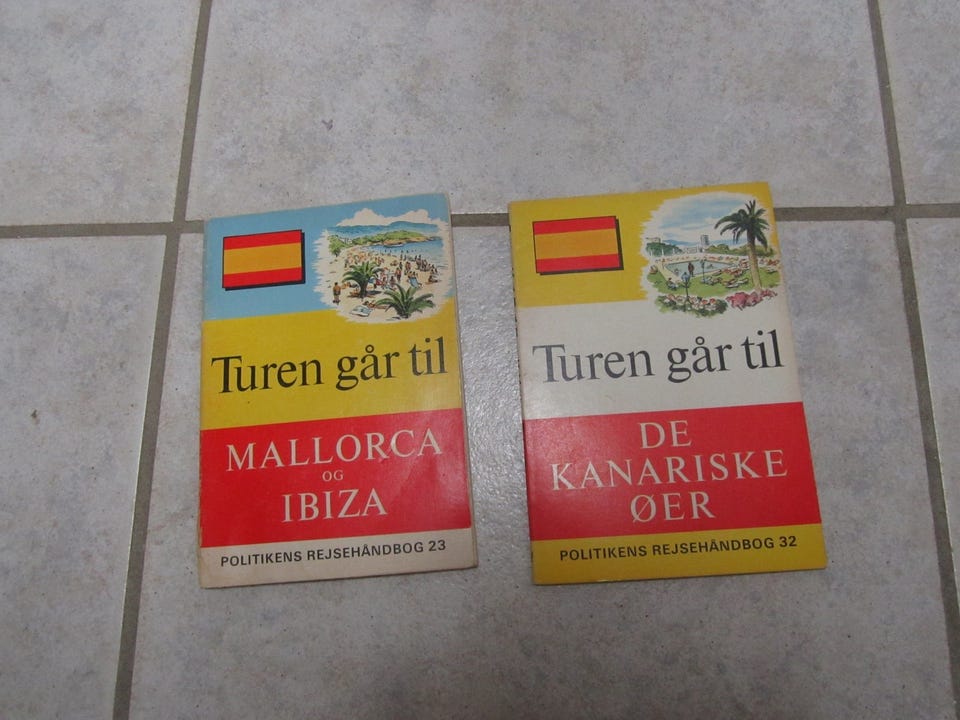 Turen går til
MALLORCA
OG
IBIZA
POLITIKENS REJSEHÅNDBOG 23
Turen går til
DE
KANARISKE
ØER
POLITIKENS REJSEHÅNDBOG 32